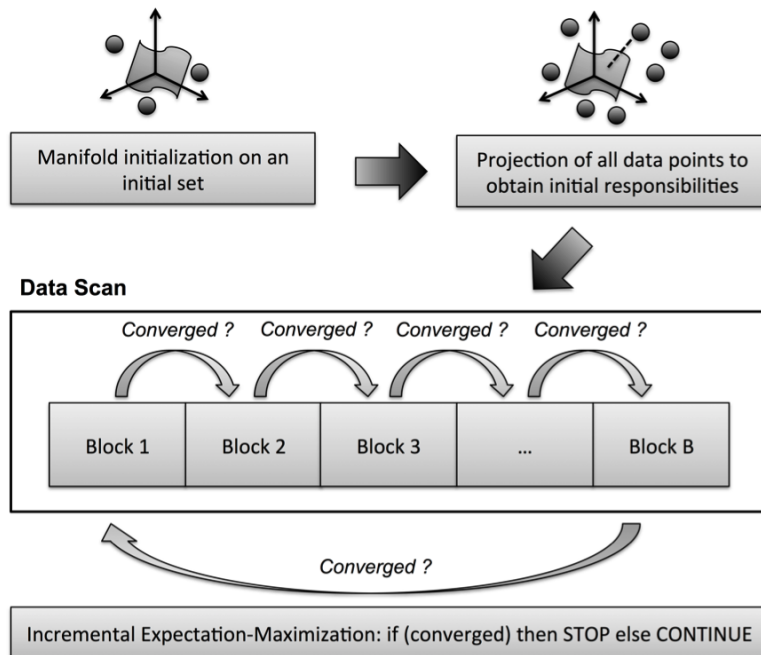 Manifold initialization on an
initial set
Projection of all data points to
obtain initial responsibilities
Data Scan
Converged ? Converged ? Converged ? Converged ?
Block 1 Block 2 Block 3 ... Block B
Converged ?
Incremental Expectation-Maximization: if (converged) then STOP else CONTINUE